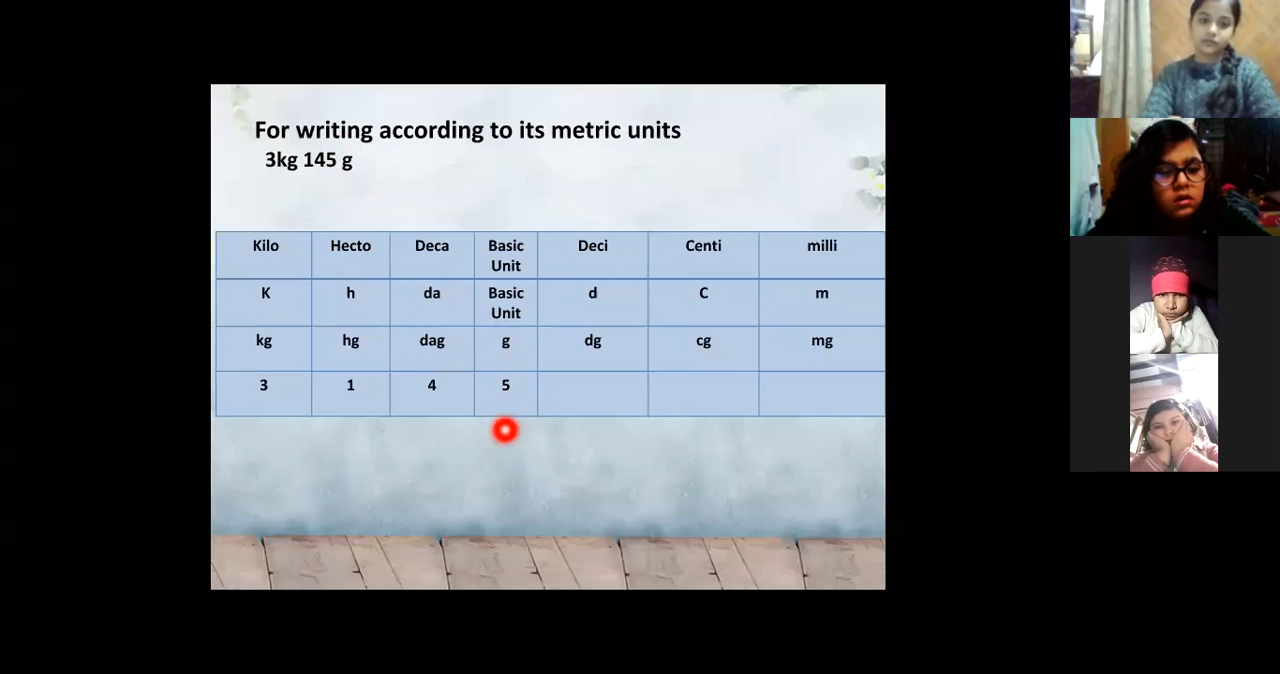 For writing according to its metric units
3kg 145 g
Kilo Hecto Deca Basic Unit Deci Centi milli
K h da Basic Unit d C m
kg hg dag g dg cg mg
3 1 4 5